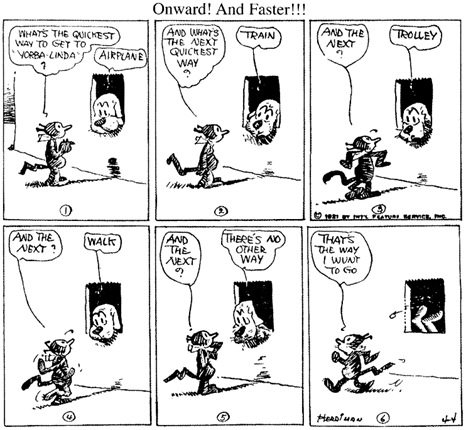 Onward! And Faster!!!
WHAT'S THE QUICKEST
WAY TO GET TO
"YORBA-LINDA"
?
AIRPLANE
1
AND WHAT'S
THE NEXT
QUICKEST
WAY?
TRAIN
2
AND THE
NEXT
?
TROLLEY
3
© 1921 BY INT'L FEATURE SERVICE, INC.
AND THE
NEXT?
WALK
4
AND
THE
NEXT
?
THERE'S NO
OTHER
WAY
5
THAT'S
THE WAY
I WUNT
TO GO
HERRIMAN
6
4-4